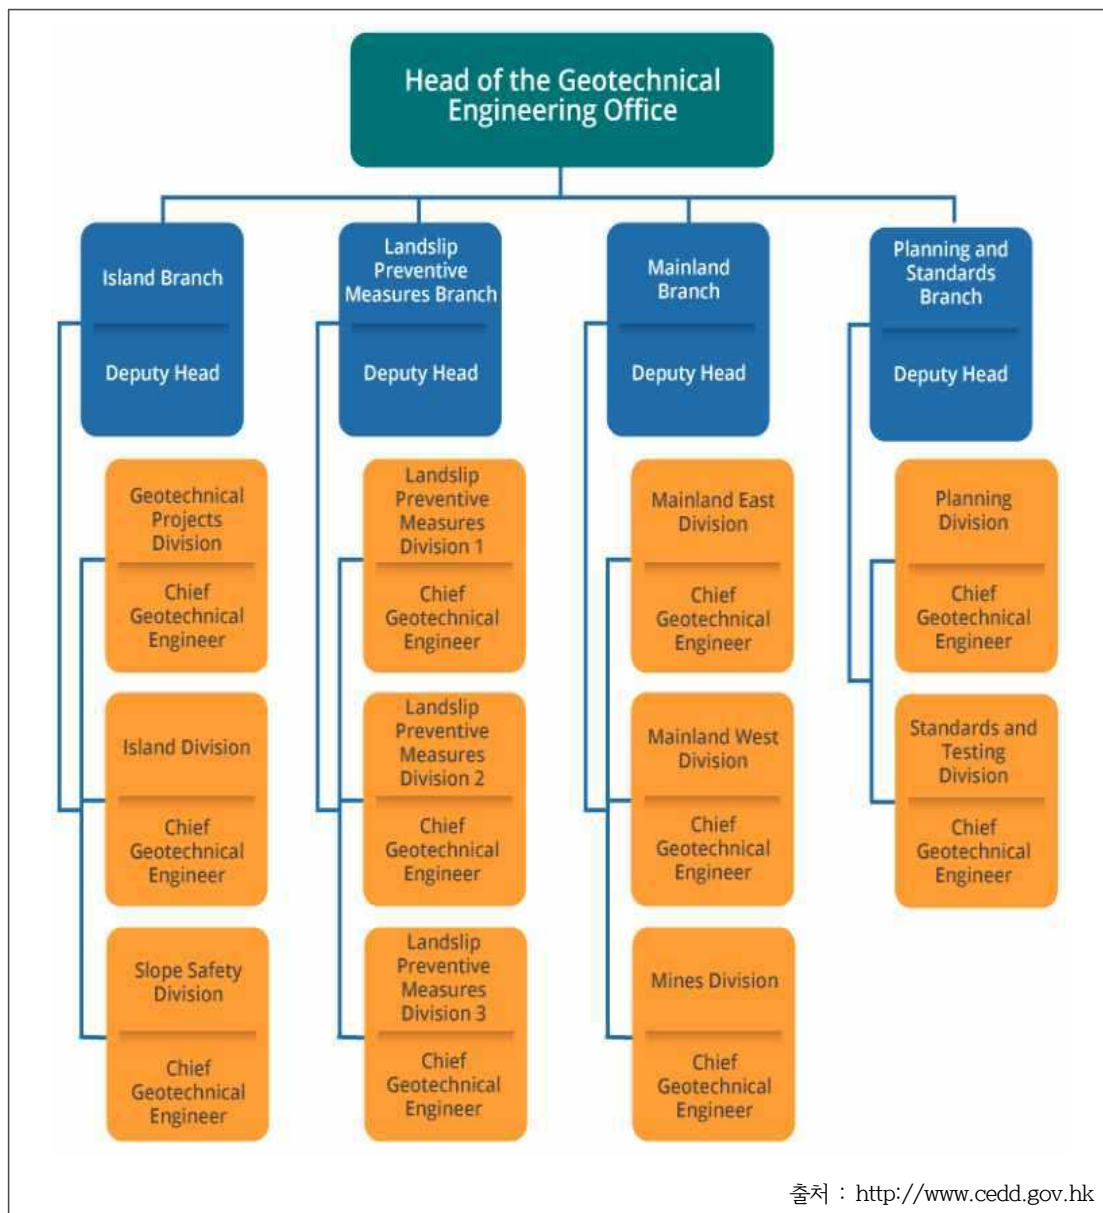 Head of the Geotechnical
Engineering Office
Island Branch
Deputy Head
Landslip
Preventive
Measures Branch
Deputy Head
Mainland
Branch
Deputy Head
Planning and
Standards
Branch
Deputy Head
Geotechnical
Projects
Division
Chief
Geotechnical
Engineer
Island Division
Chief
Geotechnical
Engineer
Slope Safety
Division
Chief
Geotechnical
Engineer
Landslip
Preventive
Measures
Division 1
Chief
Geotechnical
Engineer
Landslip
Preventive
Measures
Division 2
Chief
Geotechnical
Engineer
Landslip
Preventive
Measures
Division 3
Chief
Geotechnical
Engineer
Mainland East
Division
Chief
Geotechnical
Engineer
Mainland West
Division
Chief
Geotechnical
Engineer
Mines Division
Chief
Geotechnical
Engineer
Planning
Division
Chief
Geotechnical
Engineer
Standards and
Testing
Division
Chief
Geotechnical
Engineer
출처 : http://www.cedd.gov.hk